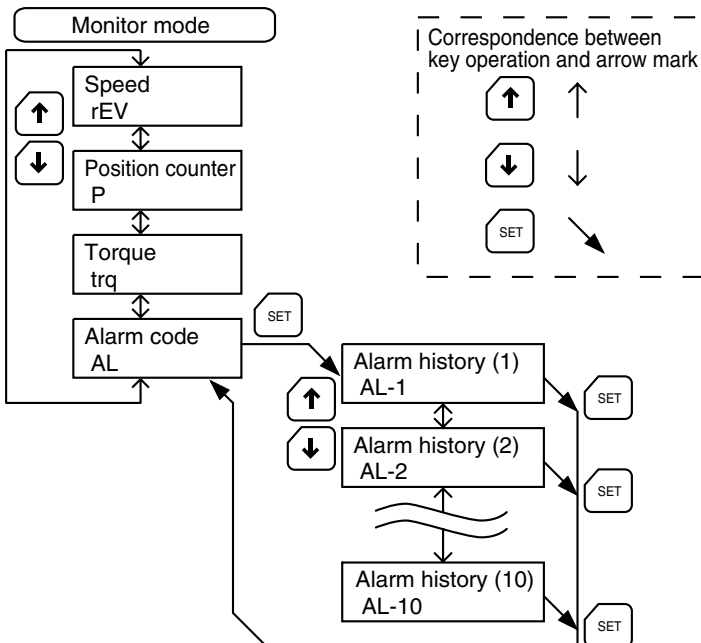 Monitor mode
Correspondence between
key operation and arrow mark
SET
Speed
rEV
Position counter
P
Torque
trq
Alarm code
AL
SET
Alarm history (1)
AL-1
SET
Alarm history (2)
AL-2
SET
Alarm history (10)
AL-10
SET